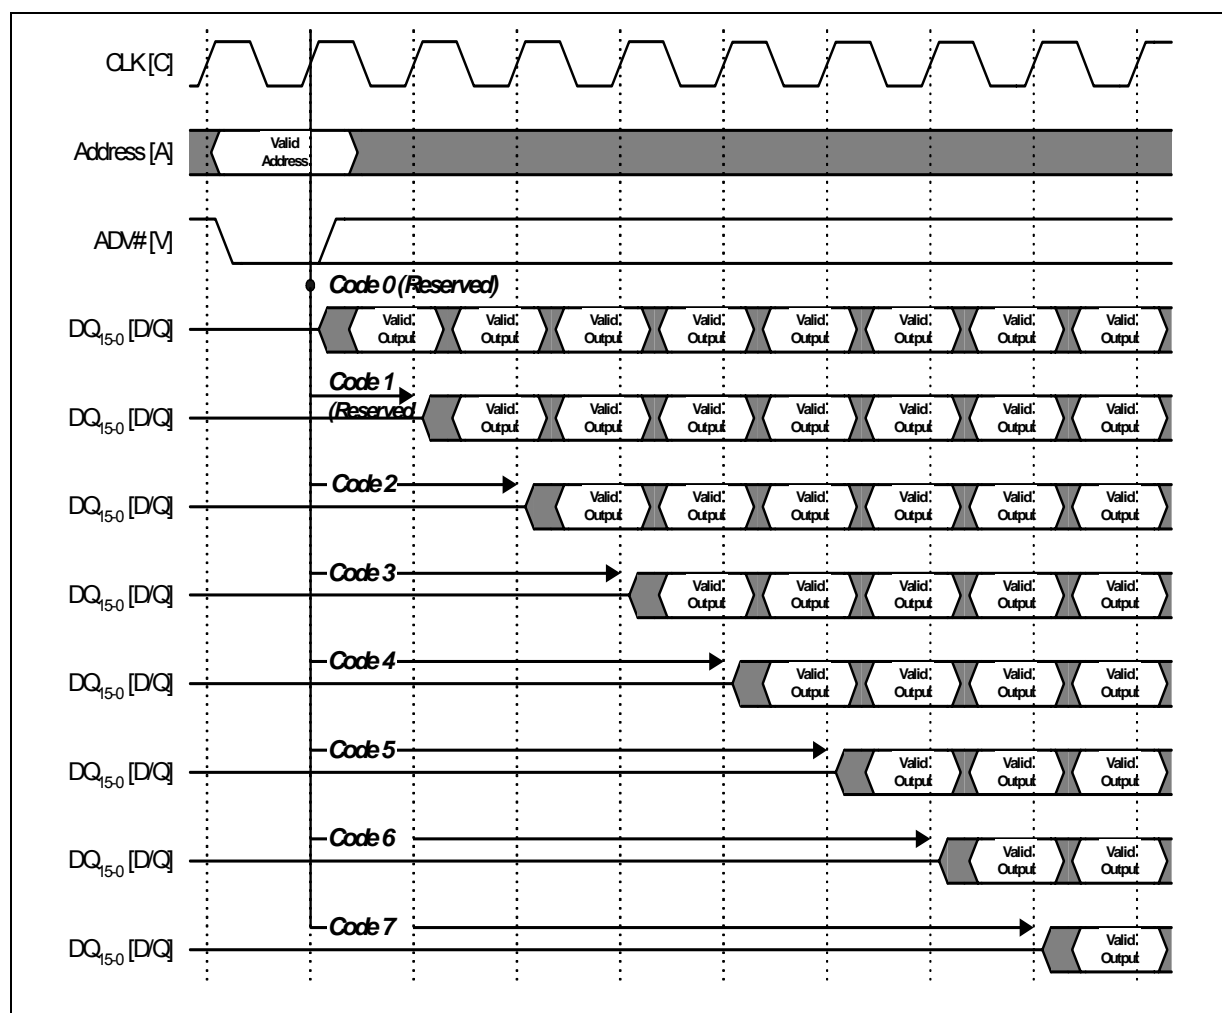 CLK [C]
Address [A]
Valid
Address
ADV# [V]
Code 0 (Reserved)
DQ15-0 [D/Q]
Valid Valid Valid Valid Valid Valid Valid Valid
Output Output Output Output Output Output Output Output
Code 1
(Reserved
DQ15-0 [D/Q]
Valid Valid Valid Valid Valid Valid Valid
Output Output Output Output Output Output Output
Code 2
DQ15-0 [D/Q]
Valid Valid Valid Valid Valid Valid
Output Output Output Output Output Output
Code 3
DQ15-0 [D/Q]
Valid Valid Valid Valid Valid
Output Output Output Output Output
Code 4
DQ15-0 [D/Q]
Valid Valid Valid Valid
Output Output Output Output
Code 5
DQ15-0 [D/Q]
Valid Valid Valid
Output Output Output
Code 6
DQ15-0 [D/Q]
Valid Valid
Output Output
Code 7
DQ15-0 [D/Q]
Valid
Output